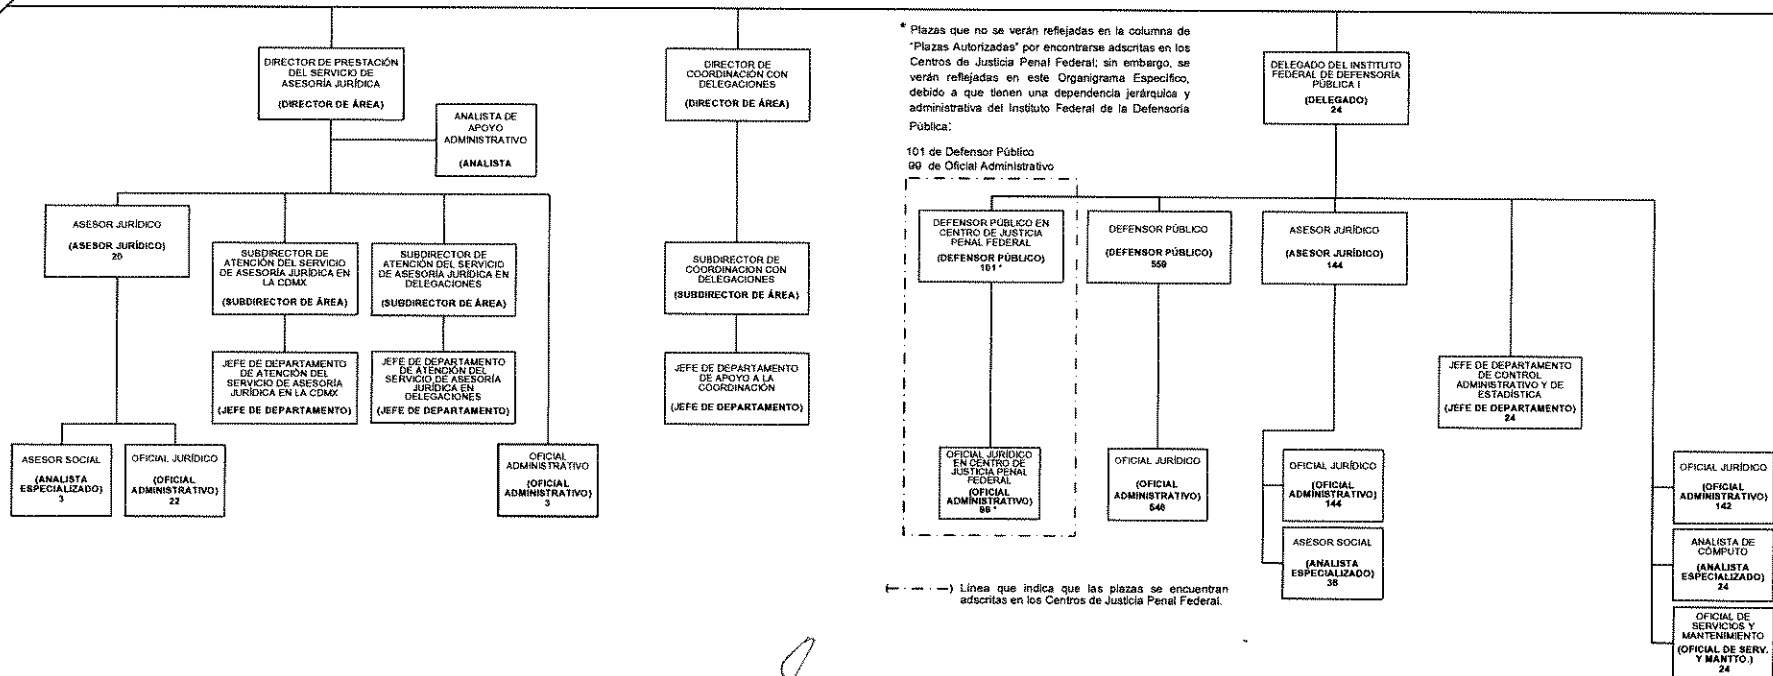 DIRECTOR DE PRESTACIÓN
DEL SERVICIO DE
ASESORÍA JURÍDICA
(DIRECTOR DE ÁREA)
ANALISTA DE
APOYO
ADMINISTRATIVO
(ANALISTA
ASESOR JURÍDICO
(ASESOR JURÍDICO)
20
SUBDIRECTOR DE
ATENCIÓN DEL SERVICIO
DE ASESORÍA JURÍDICA EN
LA CDMX
(SUBDIRECTOR DE ÁREA)
SUBDIRECTOR DE
ATENCIÓN DEL SERVICIO
DE ASESORÍA JURÍDICA EN
DELEGACIONES
(SUBDIRECTOR DE ÁREA)
JEFE DE DEPARTAMENTO
DE ATENCIÓN DEL
SERVICIO DE ASESORÍA
JURÍDICA EN LA CDMX
(JEFE DE DEPARTAMENTO)
JEFE DE DEPARTAMENTO
DE ATENCIÓN DEL
SERVICIO DE ASESORÍA
JURÍDICA EN
DELEGACIONES
(JEFE DE DEPARTAMENTO)
ASESOR SOCIAL
(ANALISTA
ESPECIALIZADO)
3
OFICIAL JURÍDICO
(OFICIAL
ADMINISTRATIVO)
22
OFICIAL
ADMINISTRATIVO
(OFICIAL
ADMINISTRATIVO)
3
DIRECTOR DE
COORDINACIÓN CON
DELEGACIONES
(DIRECTOR DE ÁREA)
SUBDIRECTOR DE
COORDINACION CON
DELEGACIONES
(SUBDIRECTOR DE ÁREA)
JEFE DE DEPARTAMENTO
DE APOYO A LA
COORDINACIÓN
(JEFE DE DEPARTAMENTO)
* Plazas que no se verán reflejadas en la columna de
"Plazas Autorizadas" por encontrarse adscritas en los
Centros de Justicia Penal Federal; sin embargo, se
verán reflejadas en este Organigrama Específico,
debido a que tienen una dependencia jerárquica y
administrativa del Instituto Federal de la Defensoría
Pública:
101 de Defensor Público
99 de Oficial Administrativo
DELEGADO DEL INSTITUTO
FEDERAL DE DEFENSORÍA
PÚBLICA I
(DELEGADO)
24
DEFENSOR PÚBLICO EN
CENTRO DE JUSTICIA
PENAL FEDERAL
(DEFENSOR PÚBLICO)
101 *
DEFENSOR PÚBLICO
(DEFENSOR PÚBLICO)
559
ASESOR JURÍDICO
(ASESOR JURÍDICO)
144
JEFE DE DEPARTAMENTO
DE CONTROL
ADMINISTRATIVO Y DE
ESTADÍSTICA
(JEFE DE DEPARTAMENTO)
24
OFICIAL JURÍDICO
EN CENTRO DE
JUSTICIA PENAL
FEDERAL
(OFICIAL
ADMINISTRATIVO)
99 *
OFICIAL JURÍDICO
(OFICIAL
ADMINISTRATIVO)
546
OFICIAL JURÍDICO
(OFICIAL
ADMINISTRATIVO)
144
ASESOR SOCIAL
(ANALISTA
ESPECIALIZADO)
36
OFICIAL JURÍDICO
(OFICIAL
ADMINISTRATIVO)
142
ANALISTA DE
CÓMPUTO
(ANALISTA
ESPECIALIZADO)
24
OFICIAL DE
SERVICIOS Y
MANTENIMIENTO
(OFICIAL DE SERV.
Y MANTTO.)
24
(— - — - —) Línea que indica que las plazas se encuentran
adscritas en los Centros de Justicia Penal Federal.